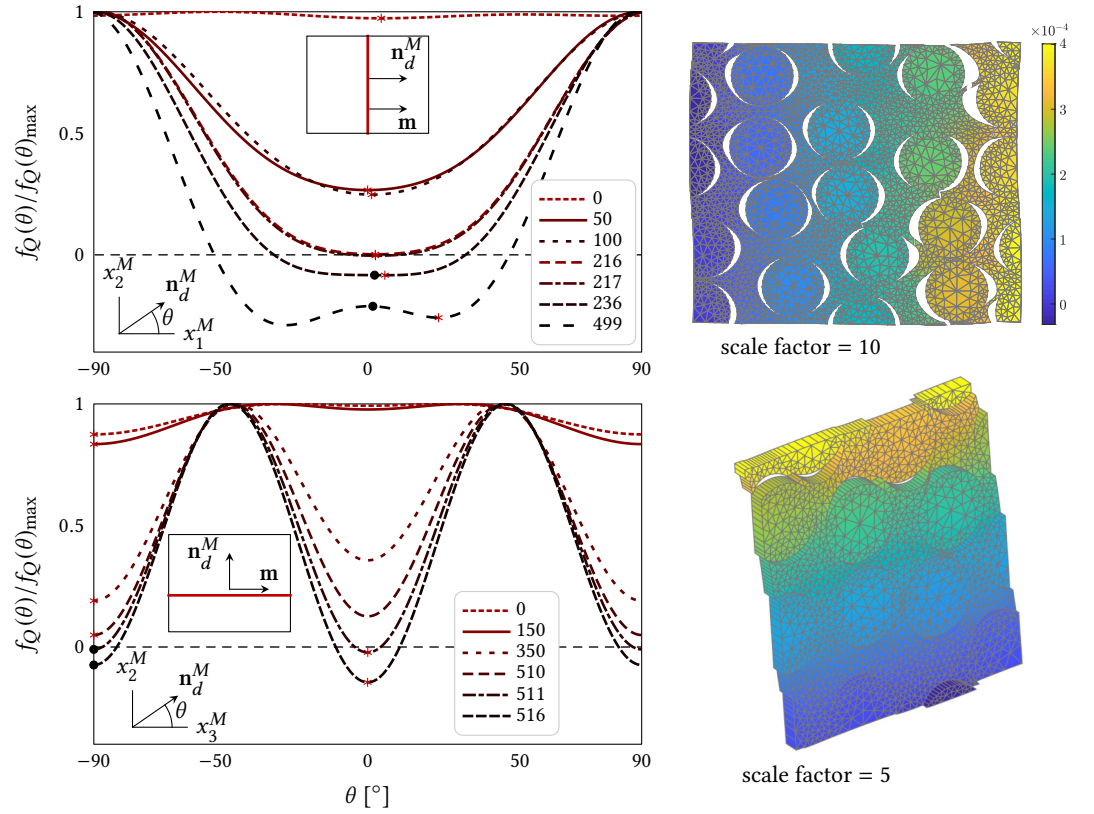 1
0.5
0
−90
−50
0
50
90
f_Q(θ)/f_Q(θ)_max
n_d^M
m
x_2^M
n_d^M
θ
x_1^M
0
50
100
216
217
236
499
×10⁻⁴
4
3
2
1
1
0
scale factor = 10
1
0.5
0
−90
−50
0
50
90
f_Q(θ)/f_Q(θ)_max
θ [°]
n_d^M
m
x_2^M
n_d^M
θ
x_3^M
0
150
350
510
511
516
scale factor = 5